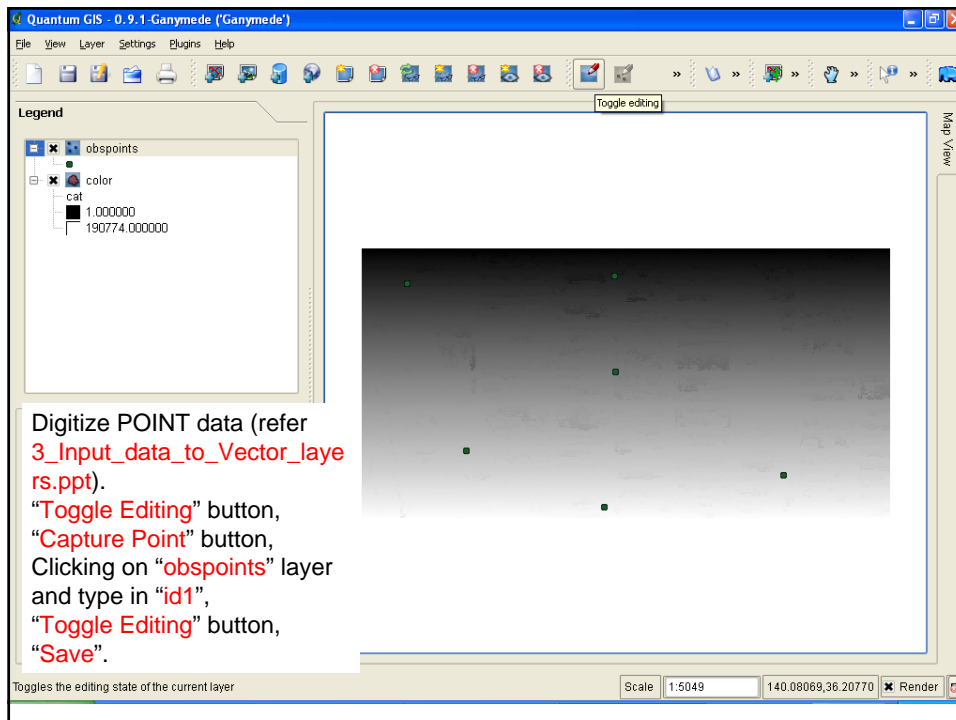 Quantum GIS - 0.9.1-Ganymede ('Ganymede')
File View Layer Settings Plugins Help
Toggle editing
Legend
Map View
obspoints
color
cat
1.000000
190774.000000
Digitize POINT data (refer
3_Input_data_to_Vector_laye
rs.ppt).
“Toggle Editing” button,
“Capture Point” button,
Clicking on “obspoints” layer
and type in “id1”,
“Toggle Editing” button,
“Save”.
Toggles the editing state of the current layer
Scale 1:5049 140.08069,36.20770 Render